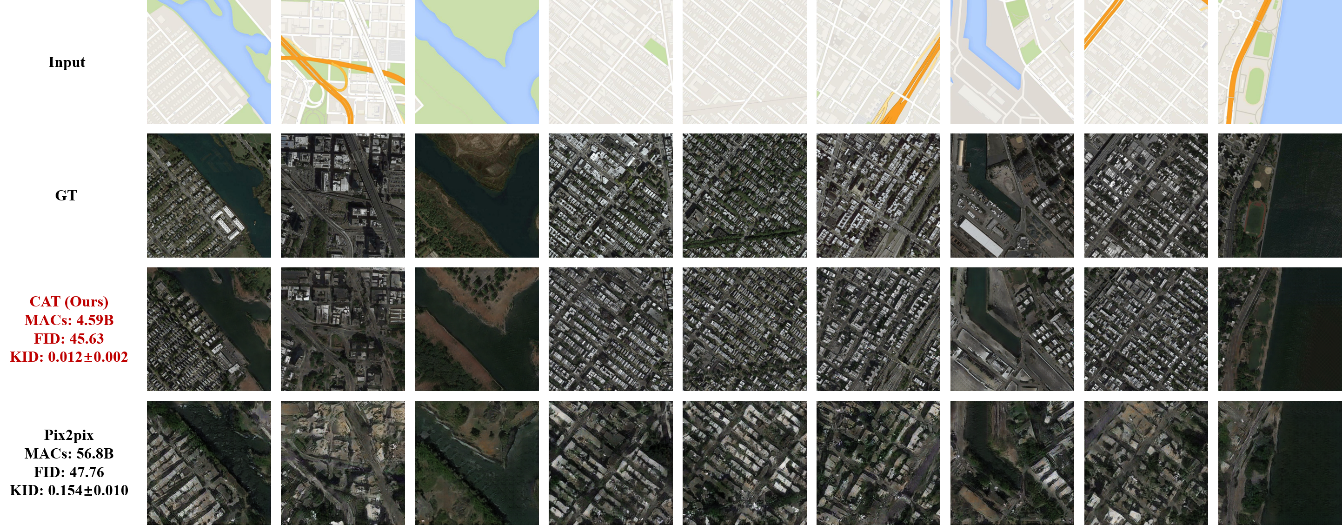 Input
GT
CAT (Ours)
MACs: 4.59B
FID: 45.63
KID: 0.012±0.002
Pix2pix
MACs: 56.8B
FID: 47.76
KID: 0.154±0.010